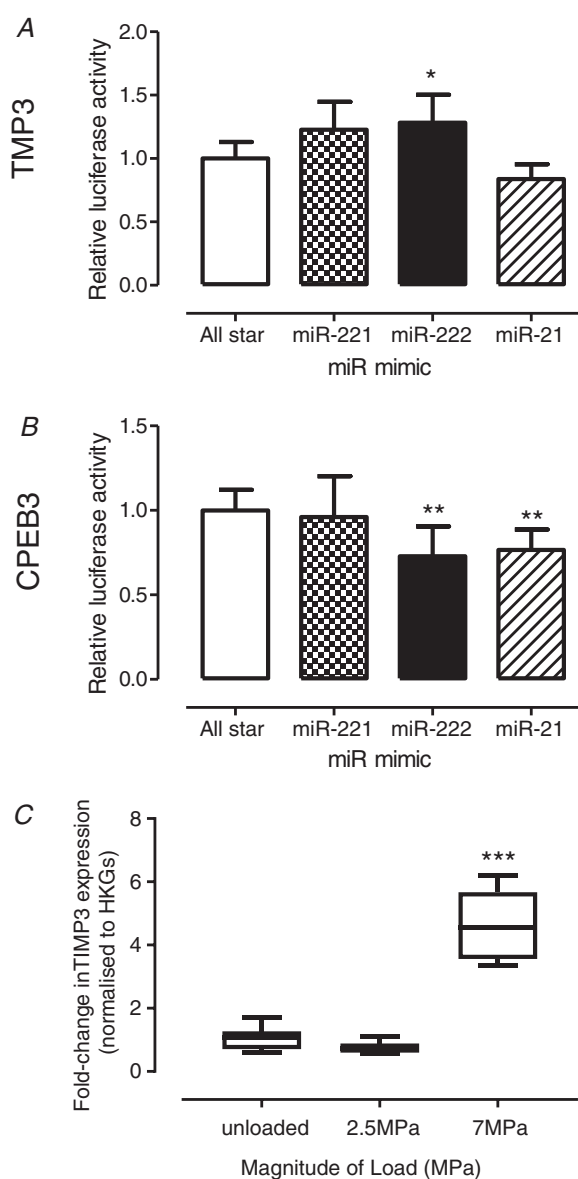 A
TMP3
Relative luciferase activity
2.0
1.5
1.0
0.5
0.0
*
All star miR-221 miR-222 miR-21
miR mimic
B
CPEB3
Relative luciferase activity
1.5
1.0
0.5
0.0
** **
All star miR-221 miR-222 miR-21
miR mimic
C
Fold-change inTIMP3 expression
(normalised to HKGs)
8
6
4
2
0
***
unloaded 2.5MPa 7MPa
Magnitude of Load (MPa)